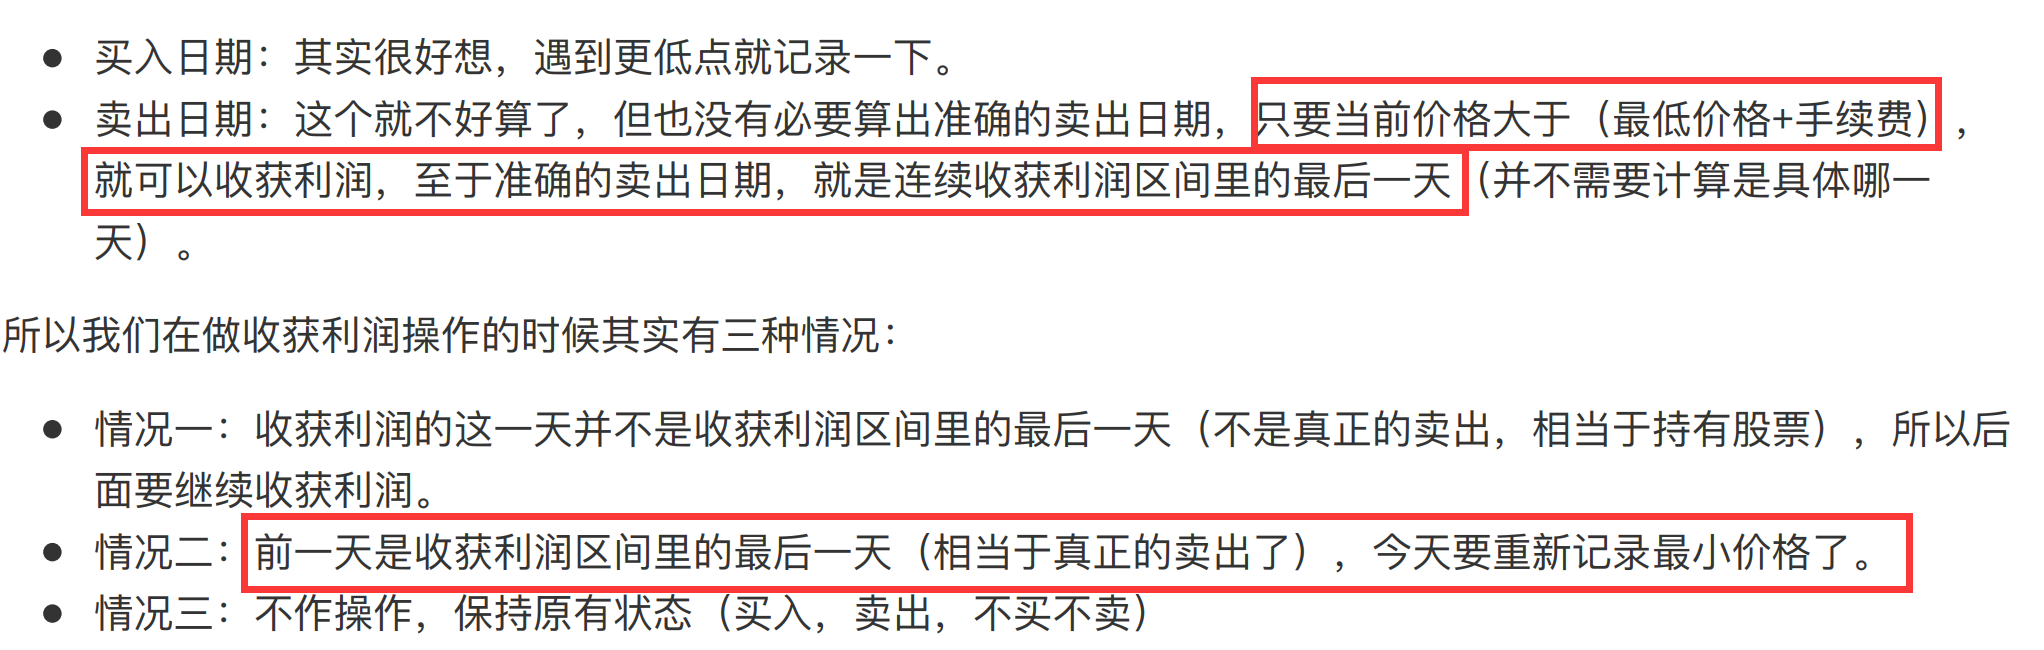 买入日期：其实很好想，遇到更低点就记录一下。
卖出日期：这个就不好算了，但也没有必要算出准确的卖出日期，只要当前价格大于（最低价格+手续费），
就可以收获利润，至于准确的卖出日期，就是连续收获利润区间里的最后一天（并不需要计算是具体哪一
天）。
所以我们在做收获利润操作的时候其实有三种情况：
情况一：收获利润的这一天并不是收获利润区间里的最后一天（不是真正的卖出，相当于持有股票），所以后
面要继续收获利润。
情况二：前一天是收获利润区间里的最后一天（相当于真正的卖出了），今天要重新记录最小价格了。
情况三：不作操作，保持原有状态（买入，卖出，不买不卖）